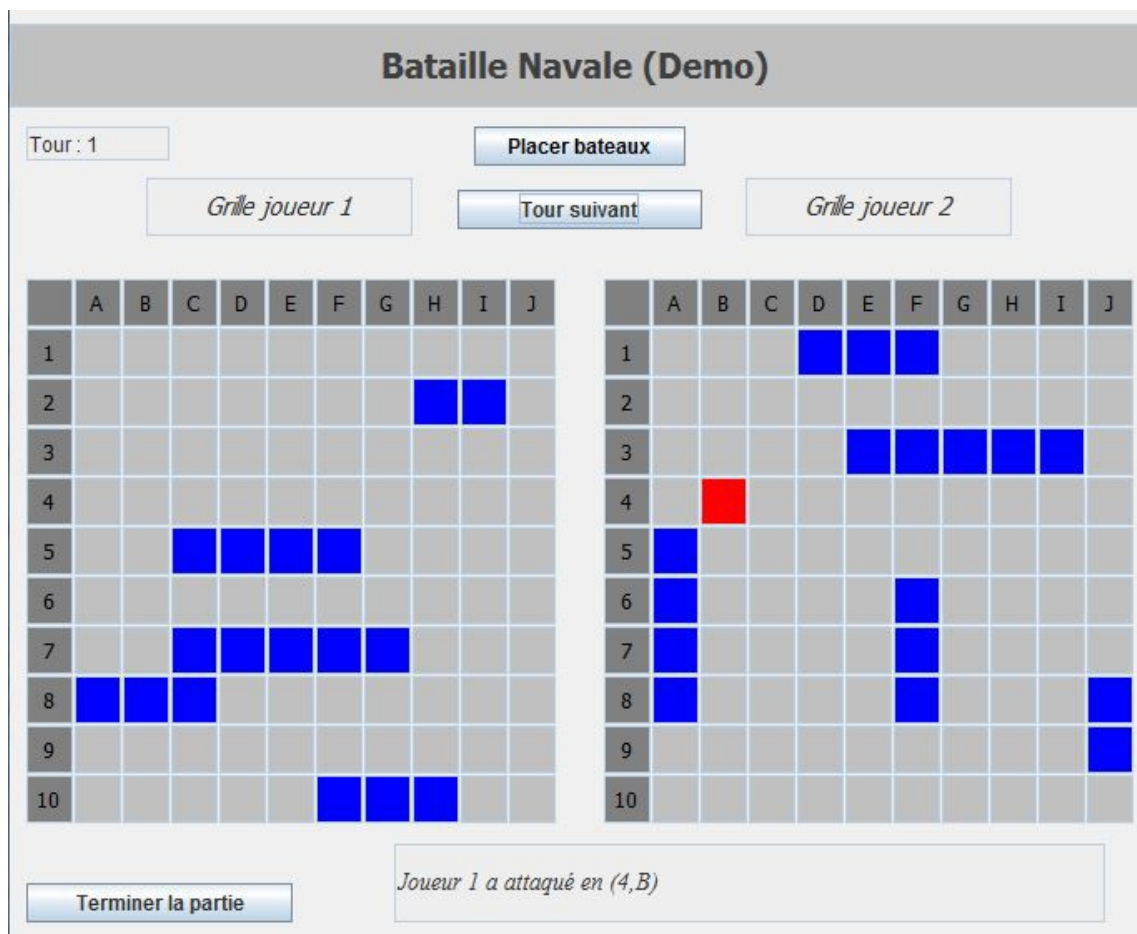 Bataille Navale (Demo)
Tour : 1
Placer bateaux
Grille joueur 1
Tour suivant
Grille joueur 2
A B C D E F G H I J
A B C D E F G H I J
1 1
2 2
3 3
4 4
5 5
6 6
7 7
8 8
9 9
10 10
Joueur 1 a attaqué en (4,B)
Terminer la partie